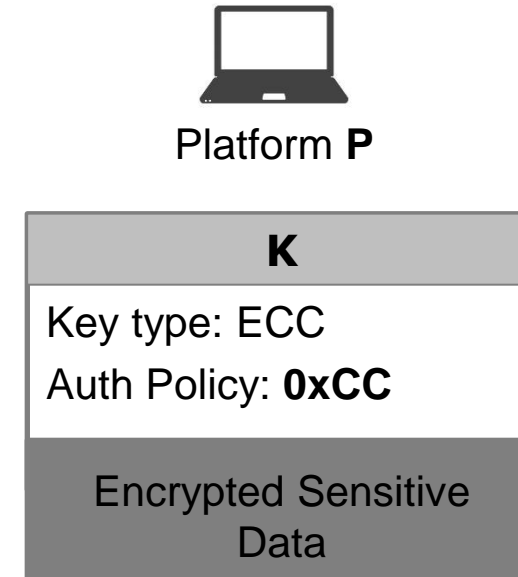 Platform P
K
Key type: ECC
Auth Policy: 0xCC
Encrypted Sensitive
Data